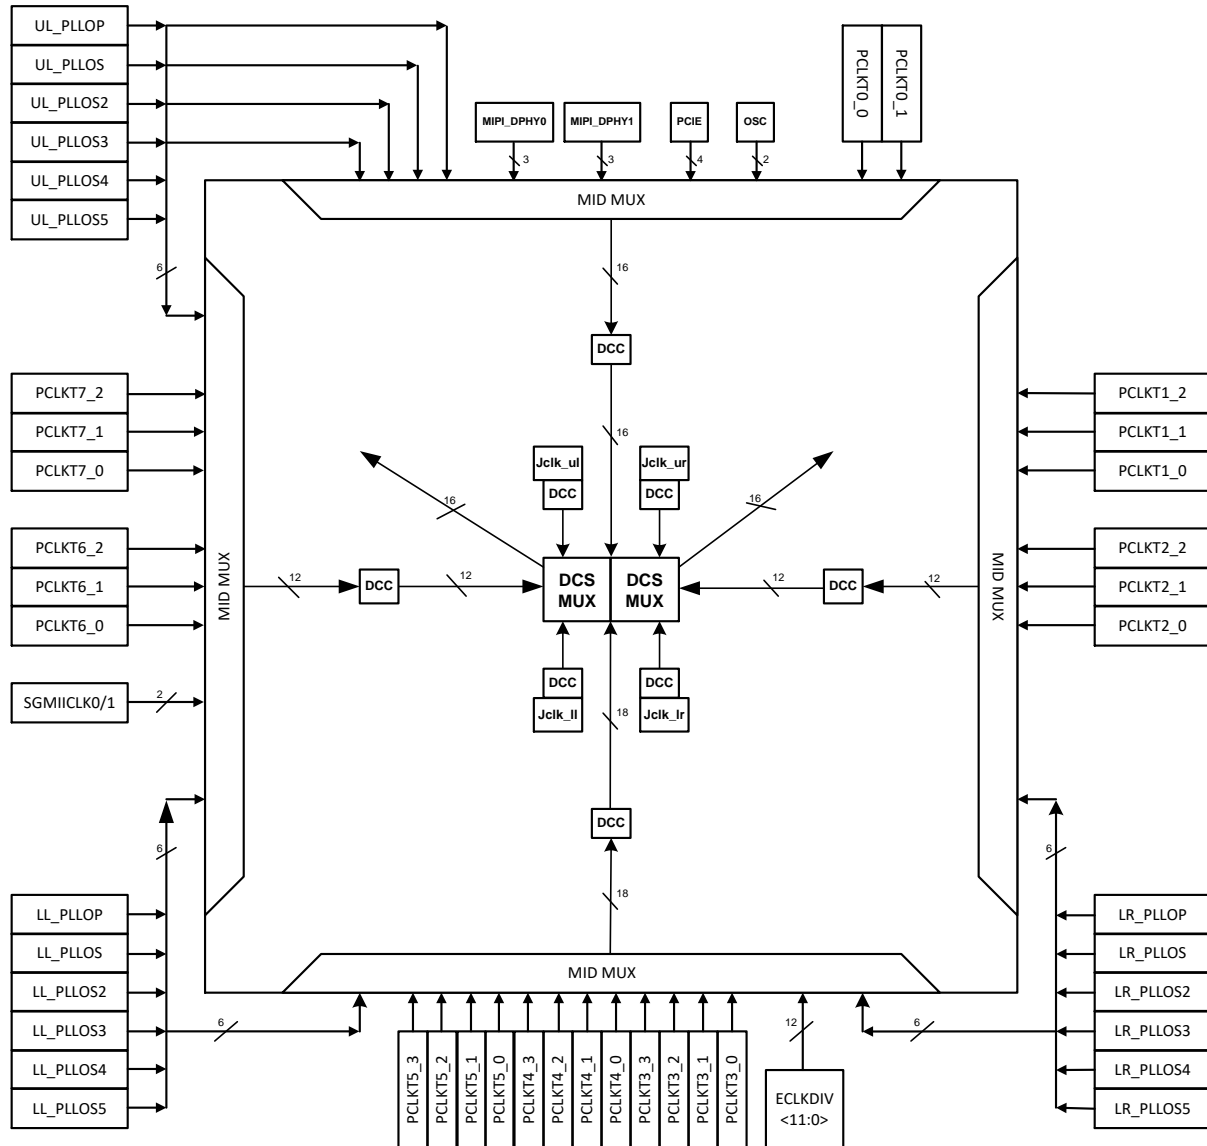 UL_PLLOP
UL_PLLOS
UL_PLLOS2
UL_PLLOS3
UL_PLLOS4
UL_PLLOS5
6
MIPI_DPHY0
3
MIPI_DPHY1
3
PCIE
4
OSC
2
PCLKT0_0
PCLKT0_1
MID MUX
16
DCC
16
PCLKT7_2
PCLKT7_1
PCLKT7_0
PCLKT6_2
PCLKT6_1
PCLKT6_0
SGMIICLK0/1
2
MID MUX
12
DCC
12
16
Jclk_ul
DCC
Jclk_ur
DCC
16
DCS
MUX
DCS
MUX
12
DCC
12
MID MUX
PCLKT1_2
PCLKT1_1
PCLKT1_0
PCLKT2_2
PCLKT2_1
PCLKT2_0
DCC
Jclk_ll
DCC
Jclk_lr
18
DCC
18
MID MUX
6
LL_PLLOP
LL_PLLOS
LL_PLLOS2
LL_PLLOS3
LL_PLLOS4
LL_PLLOS5
6
PCLKT5_3
PCLKT5_2
PCLKT5_1
PCLKT5_0
PCLKT4_3
PCLKT4_2
PCLKT4_1
PCLKT4_0
PCLKT3_3
PCLKT3_2
PCLKT3_1
PCLKT3_0
12
ECLKDIV
<11:0>
6
6
LR_PLLOP
LR_PLLOS
LR_PLLOS2
LR_PLLOS3
LR_PLLOS4
LR_PLLOS5